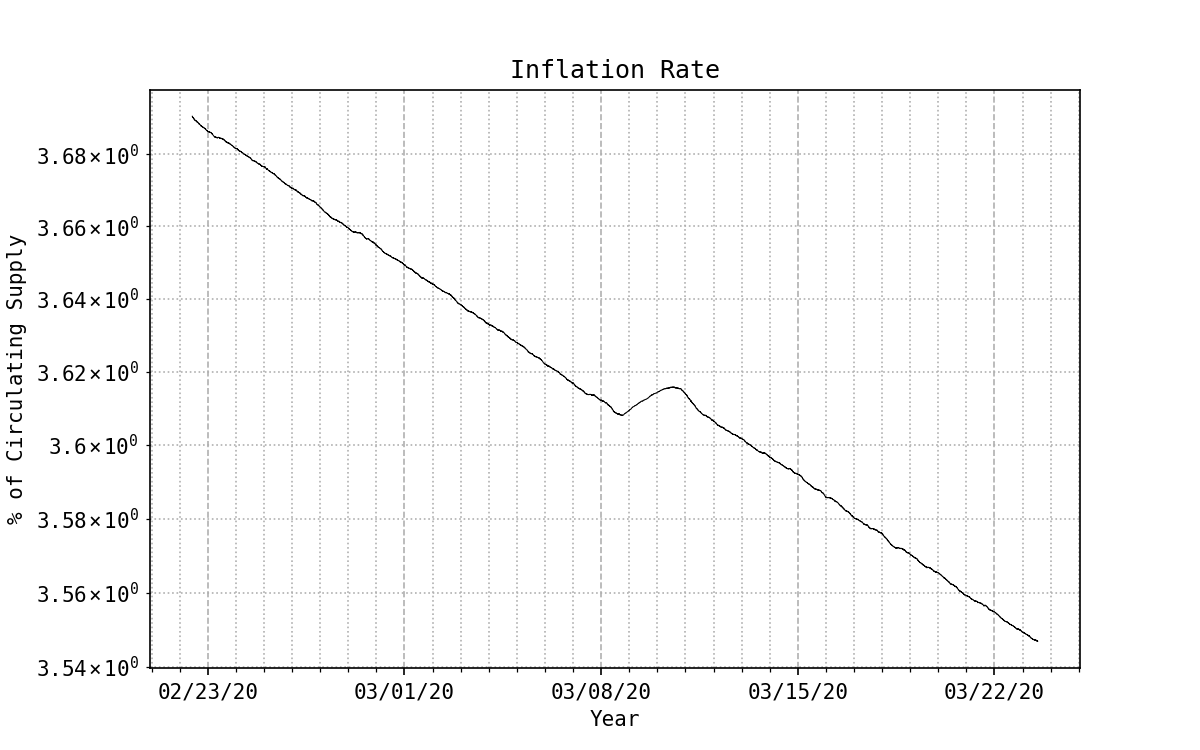 Inflation Rate
% of Circulating Supply
3.68×10⁰
3.66×10⁰
3.64×10⁰
3.62×10⁰
3.6×10⁰
3.58×10⁰
3.56×10⁰
3.54×10⁰
02/23/20 03/01/20 03/08/20 03/15/20 03/22/20
Year